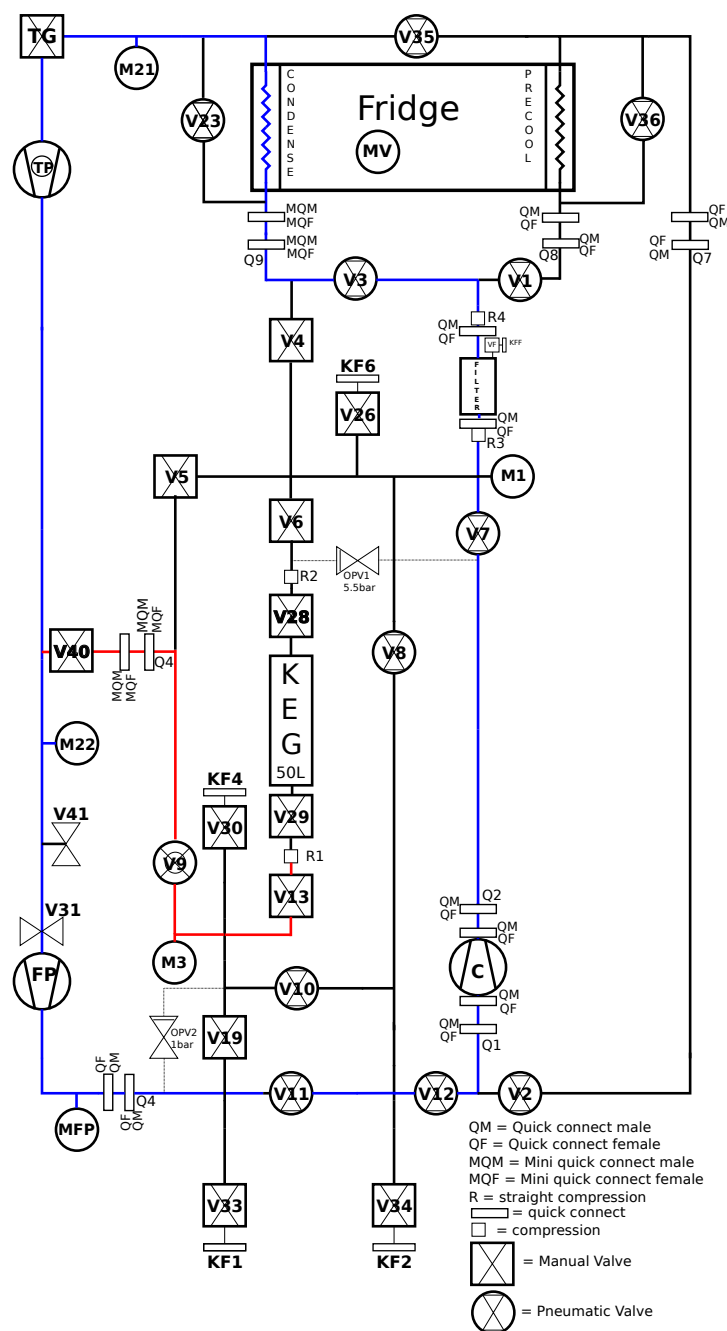 TG
V35
M21
CONDENSE
PRECOOL
Fridge
V23
MV
V36
TP
MQM
MQF
QM
QF
QF
QM
MQM
MQF
Q9
QM
QF
Q8
QF
QM
Q7
V3
V1
R4
QM
QF
VF
KFF
V4
FILTER
KF6
V26
QM
QF
R3
V5
M1
V6
V7
OPV1
5.5bar
R2
V28
MQM
MQF
V40
Q4
V8
MQM
MQF
KEG
50L
M22
KF4
V41
V30
V29
V9
R1
V13
Q2
QM
QF
QM
QF
V31
M3
FP
C
V10
QM
QF
OPV2
1bar
V19
QM
QF
Q1
QF
QM
Q4
V11
V12
V2
MFP
QF
QM
QM = Quick connect male
QF = Quick connect female
MQM = Mini quick connect male
MQF = Mini quick connect female
R = straight compression
= quick connect
= compression
V33
V34
KF1
KF2
= Manual Valve
= Pneumatic Valve